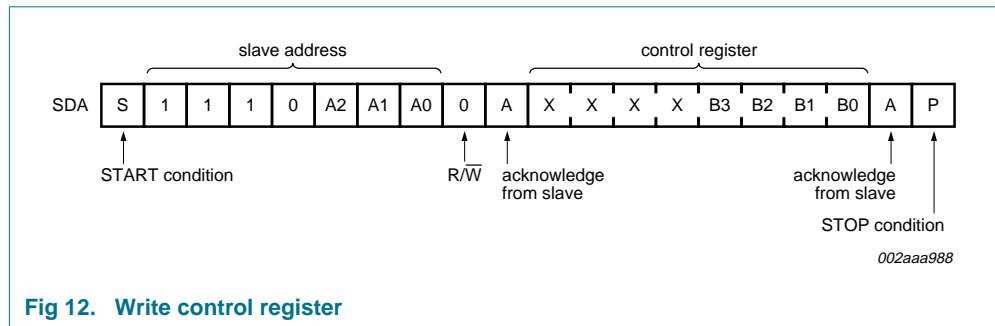 slave address control register
SDA S 1 1 1 0 A2 A1 A0 0 A X X X X B3 B2 B1 B0 A P
START condition R/W̅ acknowledge from slave acknowledge from slave
STOP condition
002aaa988
Fig 12. Write control register